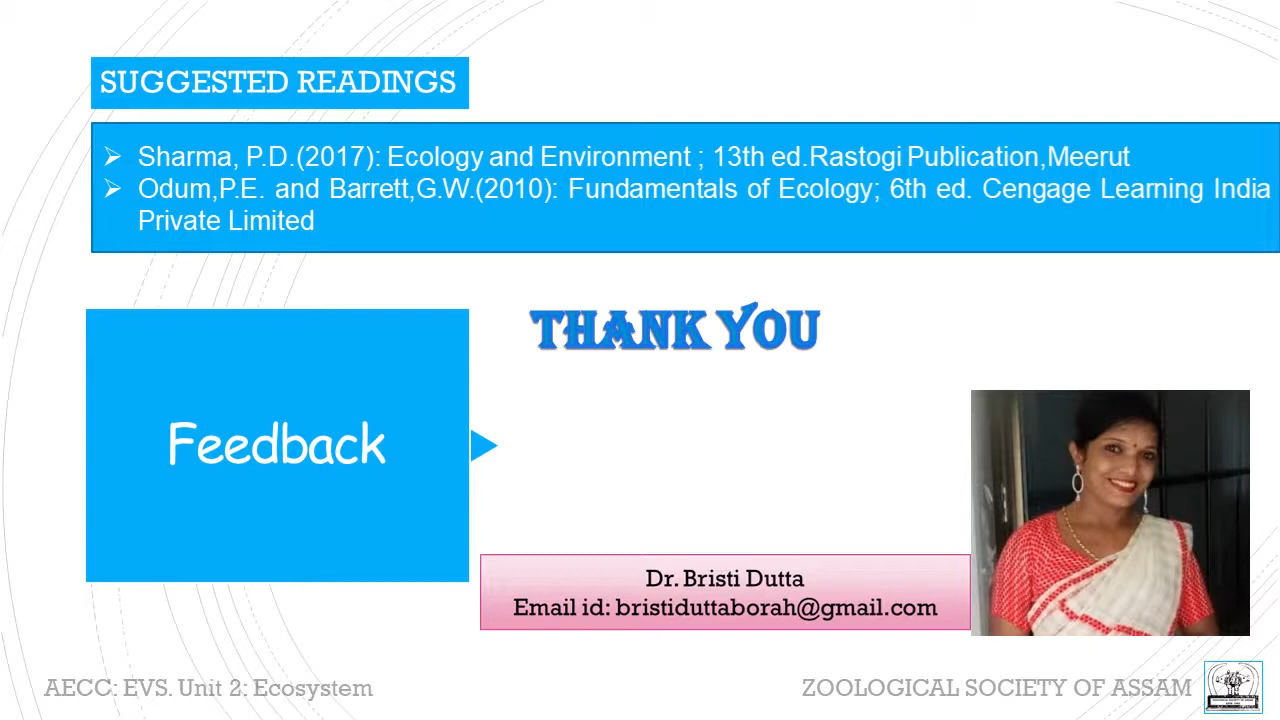 SUGGESTED READINGS
➢ Sharma, P.D.(2017): Ecology and Environment ; 13th ed.Rastogi Publication,Meerut
➢ Odum,P.E. and Barrett,G.W.(2010): Fundamentals of Ecology; 6th ed. Cengage Learning India
Private Limited
THANK YOU
Feedback
Dr. Bristi Dutta
Email id: bristiduttaborah@gmail.com
AECC: EVS. Unit 2: Ecosystem
ZOOLOGICAL SOCIETY OF ASSAM